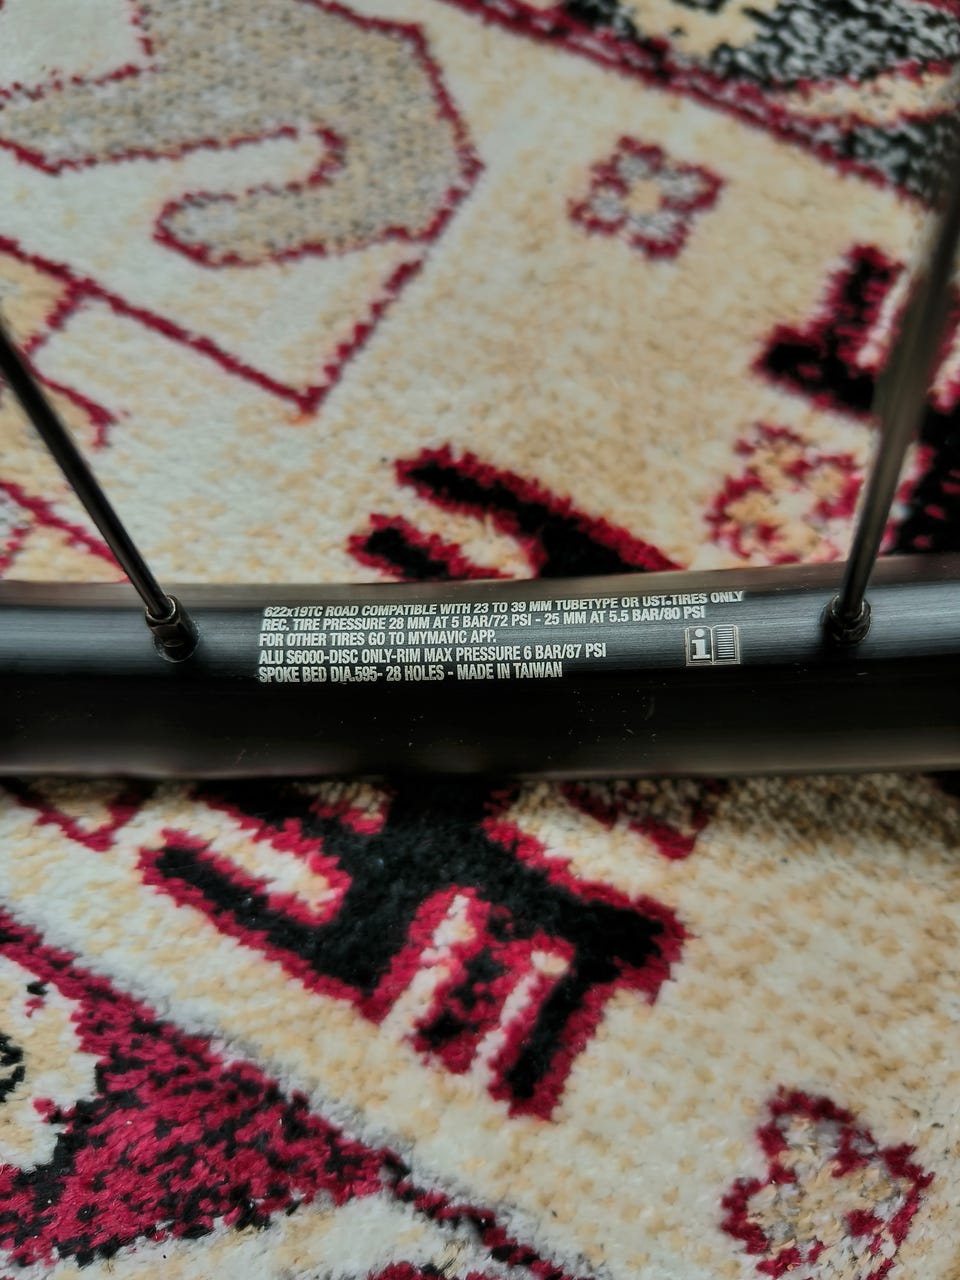 622x19TC ROAD COMPATIBLE WITH 23 TO 39 MM TUBETYPE OR UST.TIRES ONLY
REC. TIRE PRESSURE 28 MM AT 5 BAR/72 PSI - 25 MM AT 5.5 BAR/80 PSI
FOR OTHER TIRES GO TO MYMAVIC APP.
ALU S6000-DISC ONLY-RIM MAX PRESSURE 6 BAR/87 PSI
SPOKE BED DIA.595- 28 HOLES - MADE IN TAIWAN
i